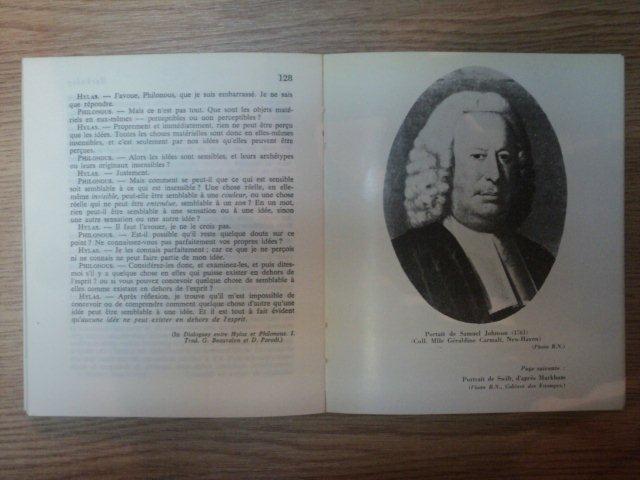 128
HYLAS. — J'avoue, Philonous, que je suis embarrassé. Je ne sais
que répondre.
PHILONOUS. — Mais ce n'est pas tout. Que sont les objets maté-
riels en eux-mêmes — perceptibles ou non perceptibles ?
HYLAS. — Proprement et immédiatement, rien ne peut être perçu
que les idées. Toutes les choses matérielles sont donc en elles-mêmes
insensibles, et c'est seulement par nos idées qu'elles peuvent être
perçues.
PHILONOUS. — Alors les idées sont sensibles, et leurs archétypes
ou leurs originaux insensibles ?
HYLAS. — Justement.
PHILONOUS. — Mais comment se peut-il que ce qui est sensible
soit semblable à ce qui est insensible ? Une chose réelle, en elle-
même invisible, peut-elle être semblable à une couleur, ou une chose
réelle qui ne peut être entendue, semblable à un son ? En un mot,
rien peut-il être semblable à une sensation ou à une idée, sinon
une autre sensation ou une autre idée ?
HYLAS. — Il faut l'avouer, je ne le crois pas.
PHILONOUS. — Est-il possible qu'il reste quelque doute sur ce
point ? Ne connaissez-vous pas parfaitement vos propres idées ?
HYLAS. — Je les connais parfaitement ; car ce que je ne perçois
ni ne connais ne peut faire partie de mon idée.
PHILONOUS. — Considérez-les donc, et examinez-les, et puis dites-
moi s'il y a quelque chose en elles qui puisse exister en dehors de
l'esprit ? ou si vous pouvez concevoir quelque chose de semblable à
elles comme existant en dehors de l'esprit ?
HYLAS. — Après réflexion, je trouve qu'il m'est impossible de
concevoir ou de comprendre comment quelque chose d'autre qu'une
idée peut être semblable à une idée. Et il est tout à fait évident
qu'aucune idée ne peut exister en dehors de l'esprit.
(In Dialogues entre Hylas et Philonous. I.
Trad. G. Beaulavon et D. Parodi.)
Portait de Samuel Johnson (1761)
(Coll. Mlle Géraldine Carmalt, New-Haven)
(Photo B.N.)
Page suivante :
Portrait de Swift, d'après Markham
(Photo B.N., Cabinet des Estampes.)